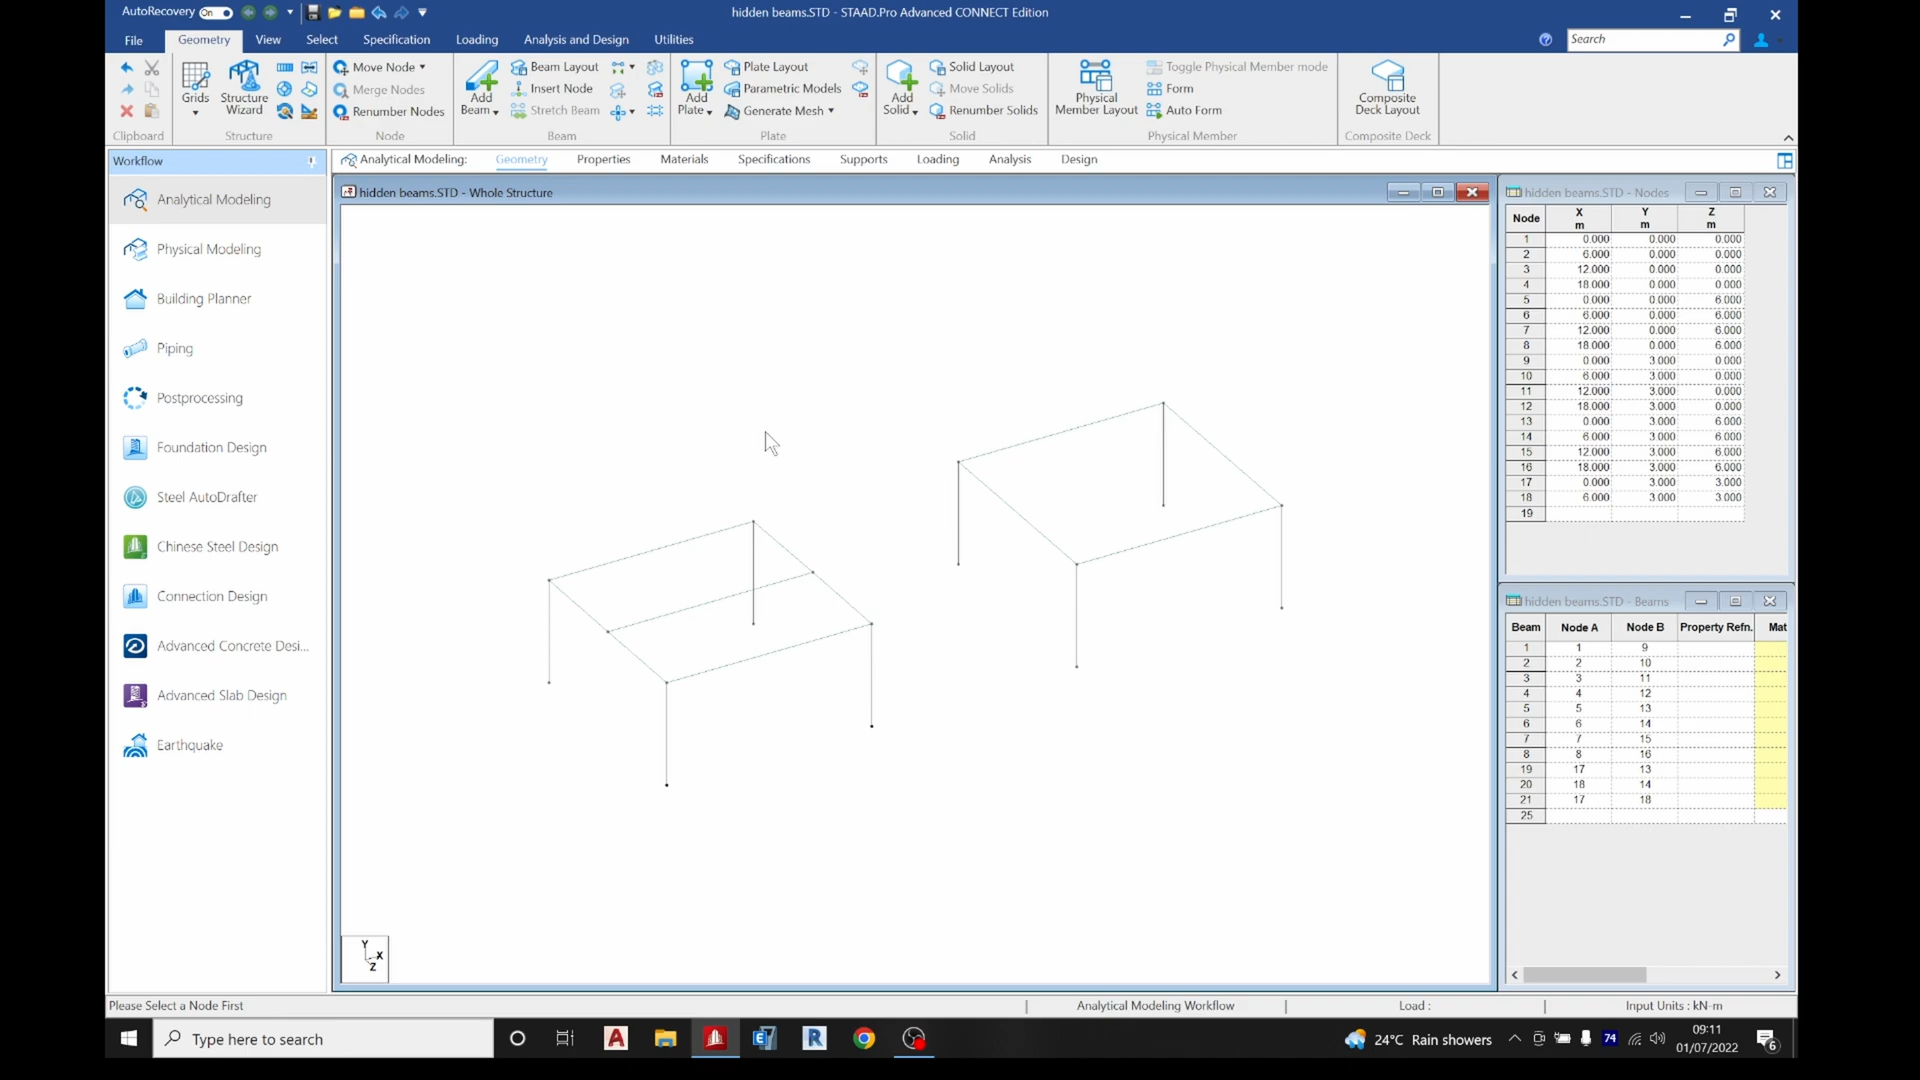 AutoRecovery On
hidden beams.STD - STAAD.Pro Advanced CONNECT Edition
File Geometry View Select Specification Loading Analysis and Design Utilities
Search
Grids
Structure Wizard
Move Node
Merge Nodes
Renumber Nodes
Add Beam
Beam Layout
Insert Node
Stretch Beam
Add Plate
Plate Layout
Parametric Models
Generate Mesh
Add Solid
Solid Layout
Move Solids
Renumber Solids
Physical Member Layout
Toggle Physical Member mode
Form
Auto Form
Composite Deck Layout
Clipboard Structure Node Beam Plate Solid Physical Member Composite Deck
Workflow
Analytical Modeling: Geometry Properties Materials Specifications Supports Loading Analysis Design
Analytical Modeling
Physical Modeling
Building Planner
Piping
Postprocessing
Foundation Design
Steel AutoDrafter
Chinese Steel Design
Connection Design
Advanced Concrete Desi...
Advanced Slab Design
Earthquake
hidden beams.STD - Whole Structure
Y
X
Z
hidden beams.STD - Nodes
Node X m Y m Z m
1 0.000 0.000 0.000
2 6.000 0.000 0.000
3 12.000 0.000 0.000
4 18.000 0.000 0.000
5 0.000 0.000 6.000
6 6.000 0.000 6.000
7 12.000 0.000 6.000
8 18.000 0.000 6.000
9 0.000 3.000 0.000
10 6.000 3.000 0.000
11 12.000 3.000 0.000
12 18.000 3.000 0.000
13 0.000 3.000 6.000
14 6.000 3.000 6.000
15 12.000 3.000 6.000
16 18.000 3.000 6.000
17 0.000 3.000 3.000
18 6.000 3.000 3.000
19
hidden beams.STD - Beams
Beam Node A Node B Property Refn. Mat
1 1 9
2 2 10
3 3 11
4 4 12
5 5 13
6 6 14
7 7 15
8 8 16
19 17 13
20 18 14
21 17 18
25
Please Select a Node First
Analytical Modeling Workflow
Load :
Input Units : kN-m
Type here to search
24°C Rain showers
74
09:11
01/07/2022
6